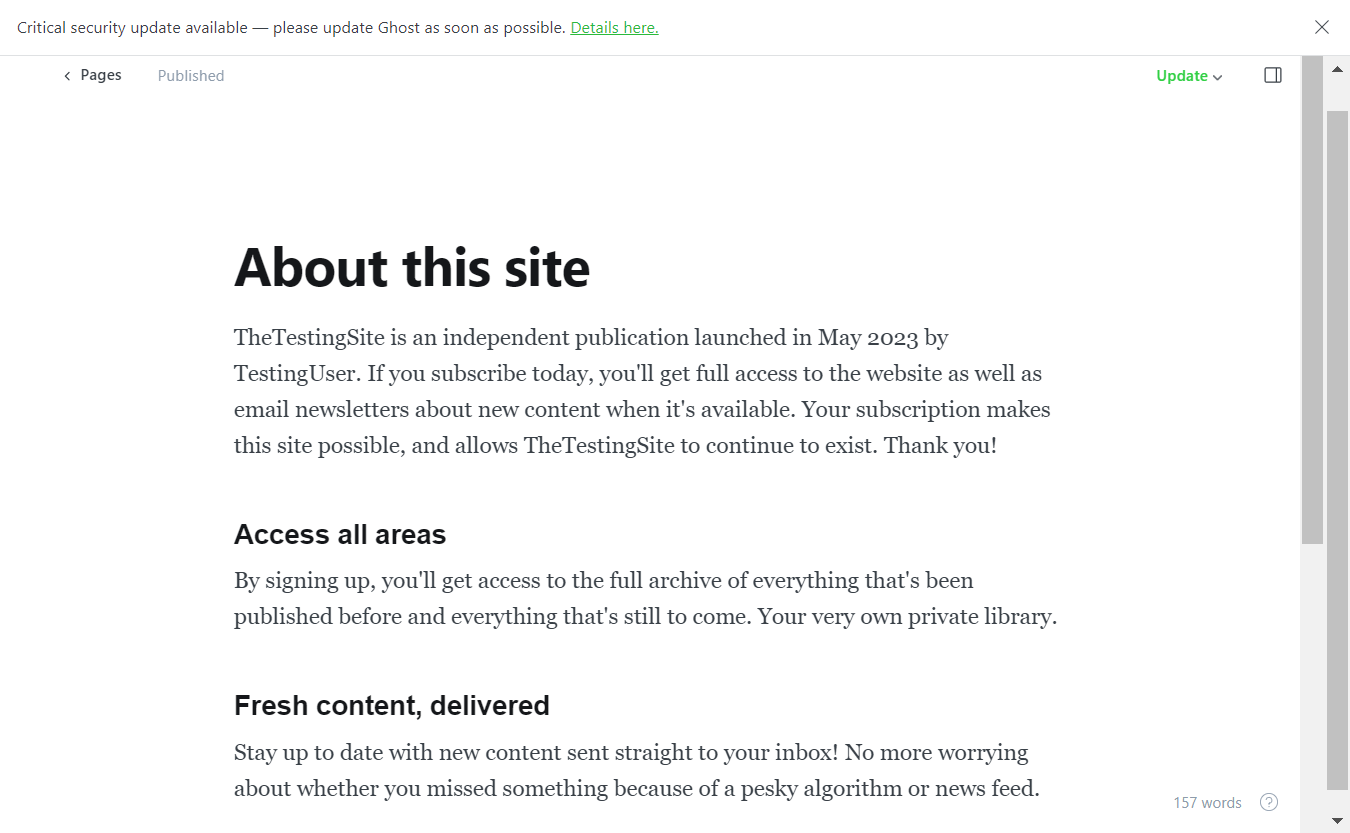 Critical security update available — please update Ghost as soon as possible. Details here.
Pages Published Update
About this site
TheTestingSite is an independent publication launched in May 2023 by
TestingUser. If you subscribe today, you'll get full access to the website as well as
email newsletters about new content when it's available. Your subscription makes
this site possible, and allows TheTestingSite to continue to exist. Thank you!
Access all areas
By signing up, you'll get access to the full archive of everything that's been
published before and everything that's still to come. Your very own private library.
Fresh content, delivered
Stay up to date with new content sent straight to your inbox! No more worrying
about whether you missed something because of a pesky algorithm or news feed.
157 words ?